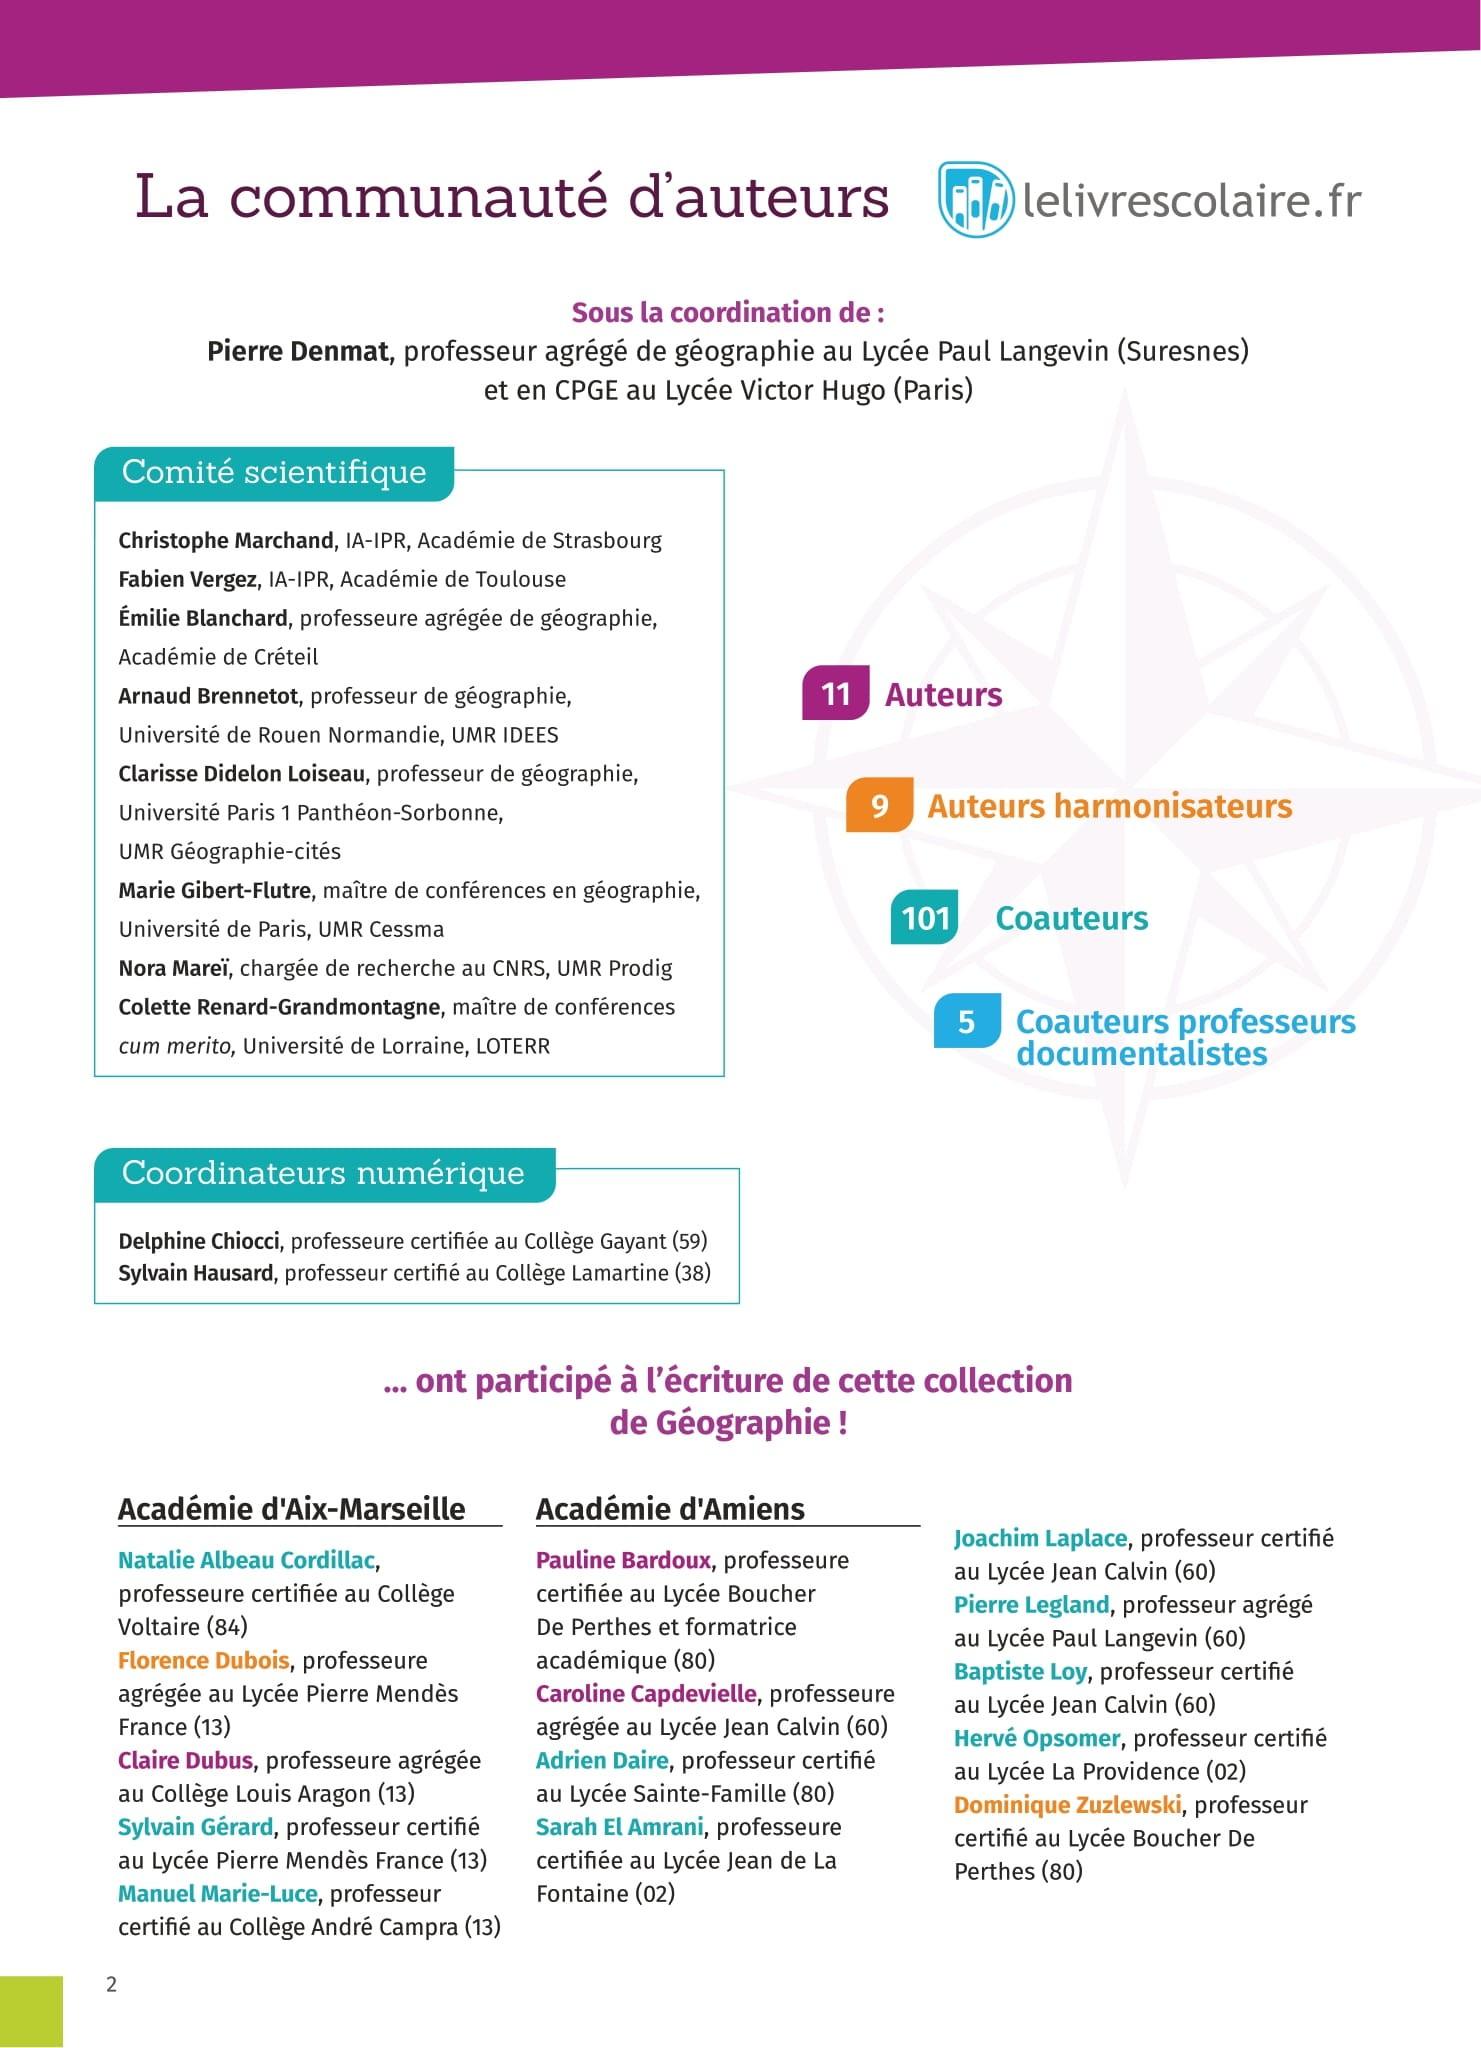 La communauté d'auteurs
lelivrescolaire.fr
Sous la coordination de :
Pierre Denmat, professeur agrégé de géographie au Lycée Paul Langevin (Suresnes)
et en CPGE au Lycée Victor Hugo (Paris)
Comité scientifique
Christophe Marchand, IA-IPR, Académie de Strasbourg
Fabien Vergez, IA-IPR, Académie de Toulouse
Émilie Blanchard, professeure agrégée de géographie,
Académie de Créteil
Arnaud Brennetot, professeur de géographie,
Université de Rouen Normandie, UMR IDEES
Clarisse Didelon Loiseau, professeur de géographie,
Université Paris 1 Panthéon-Sorbonne,
UMR Géographie-cités
Marie Gibert-Flutre, maître de conférences en géographie,
Université de Paris, UMR Cessma
Nora Mareï, chargée de recherche au CNRS, UMR Prodig
Colette Renard-Grandmontagne, maître de conférences
cum merito, Université de Lorraine, LOTERR
11 Auteurs
9 Auteurs harmonisateurs
101 Coauteurs
5 Coauteurs professeurs
documentalistes
Coordinateurs numérique
Delphine Chiocci, professeure certifiée au Collège Gayant (59)
Sylvain Hausard, professeur certifié au Collège Lamartine (38)
... ont participé à l'écriture de cette collection
de Géographie !
Académie d'Aix-Marseille
Natalie Albeau Cordillac,
professeure certifiée au Collège
Voltaire (84)
Florence Dubois, professeure
agrégée au Lycée Pierre Mendès
France (13)
Claire Dubus, professeure agrégée
au Collège Louis Aragon (13)
Sylvain Gérard, professeur certifié
au Lycée Pierre Mendès France (13)
Manuel Marie-Luce, professeur
certifié au Collège André Campra (13)
Académie d'Amiens
Pauline Bardoux, professeure
certifiée au Lycée Boucher
De Perthes et formatrice
académique (80)
Caroline Capdevielle, professeure
agrégée au Lycée Jean Calvin (60)
Adrien Daire, professeur certifié
au Lycée Sainte-Famille (80)
Sarah El Amrani, professeure
certifiée au Lycée Jean de La
Fontaine (02)
Joachim Laplace, professeur certifié
au Lycée Jean Calvin (60)
Pierre Legland, professeur agrégé
au Lycée Paul Langevin (60)
Baptiste Loy, professeur certifié
au Lycée Jean Calvin (60)
Hervé Opsomer, professeur certifié
au Lycée La Providence (02)
Dominique Zuzlewski, professeur
certifié au Lycée Boucher De
Perthes (80)
2